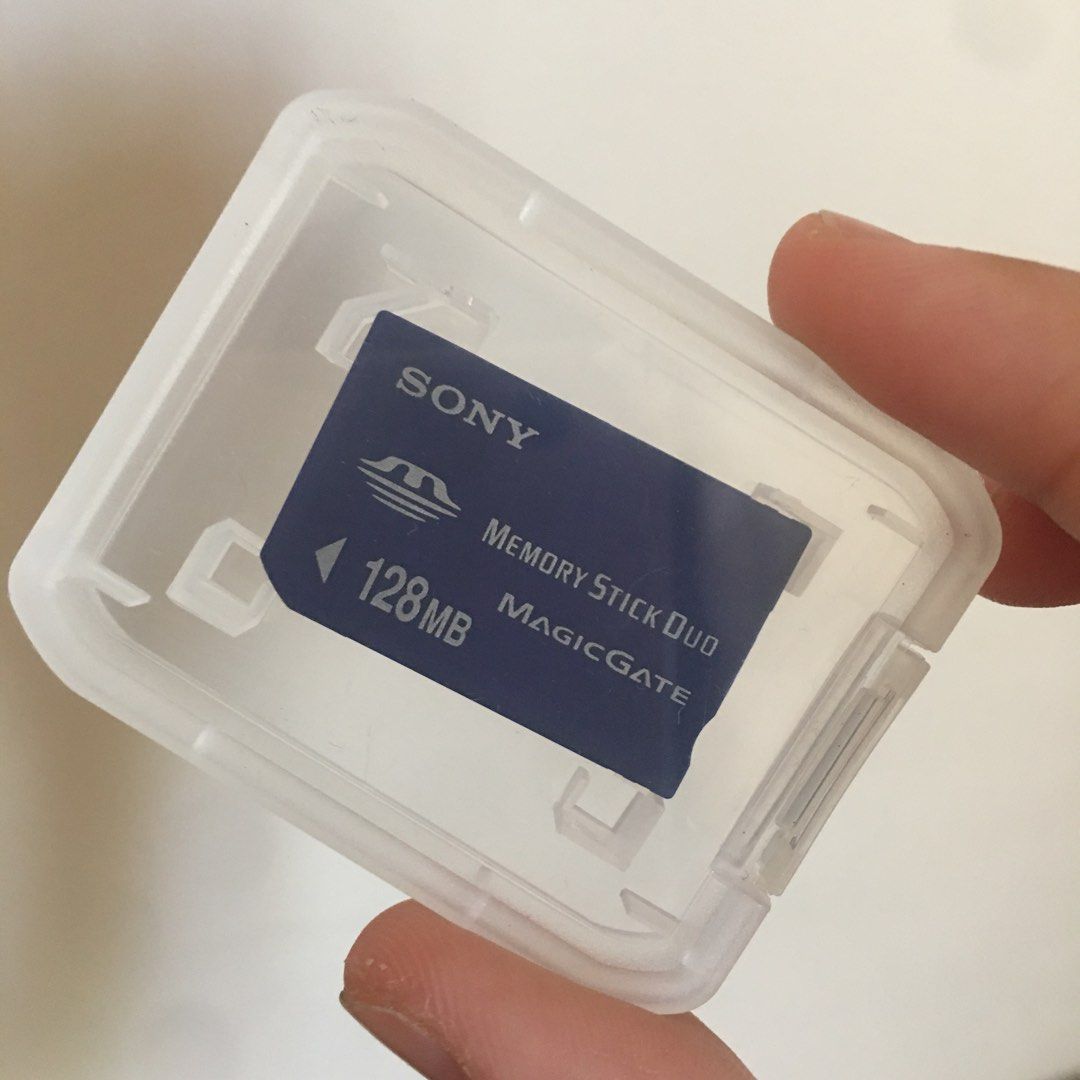 SONY
MEMORY STICK DUO
128MB
MAGICGATE